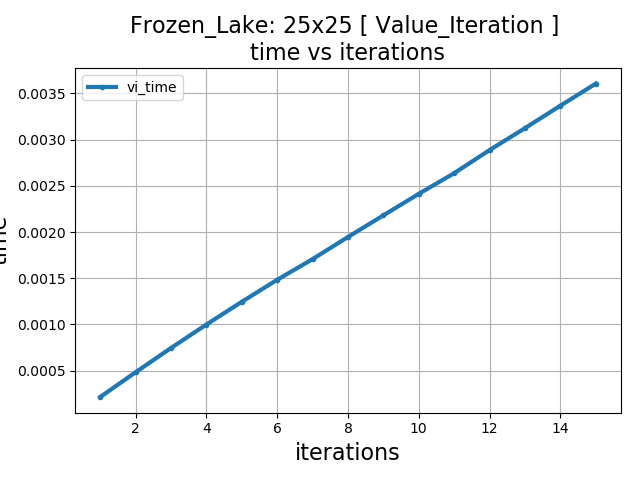 Frozen_Lake: 25x25 [ Value_Iteration ]
time vs iterations
vi_time
0.0035
0.0030
0.0025
0.0020
0.0015
0.0010
0.0005
time
2 4 6 8 10 12 14
iterations